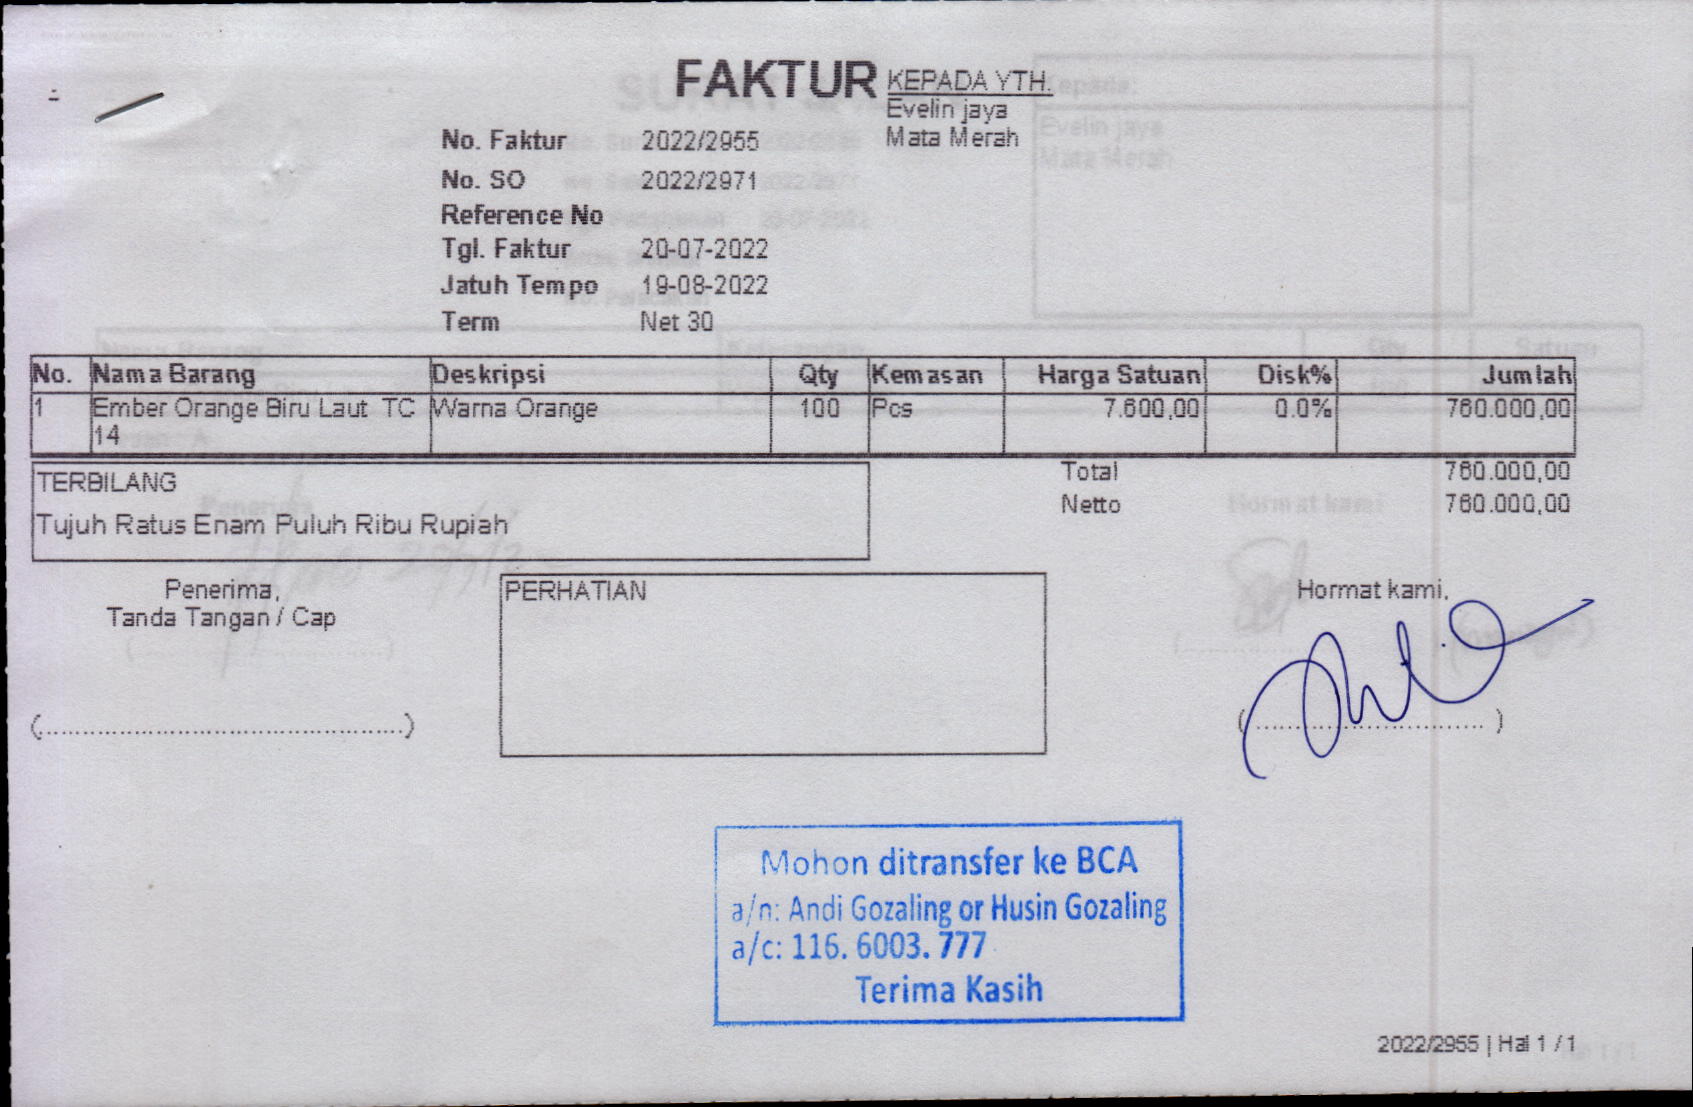 FAKTUR
KEPADA YTH.
Evelin jaya
Mata Merah
No. Faktur 2022/2955
No. SO 2022/2971
Reference No
Tgl. Faktur 20-07-2022
Jatuh Tempo 19-08-2022
Term Net 30
No. Nama Barang Deskripsi Qty Kemasan Harga Satuan Disk% Jumlah
1 Ember Orange Biru Laut TC Warna Orange 100 Pcs 7.600,00 0.0% 760.000,00
14
Total 760.000,00
Netto 760.000,00
TERBILANG
Tujuh Ratus Enam Puluh Ribu Rupiah
Penerima,
Tanda Tangan / Cap
(................................................)
PERHATIAN
Hormat kami,
(................................)
Mohon ditransfer ke BCA
a/n: Andi Gozaling or Husin Gozaling
a/c: 116. 6003. 777
Terima Kasih
2022/2955 | Hal 1 / 1